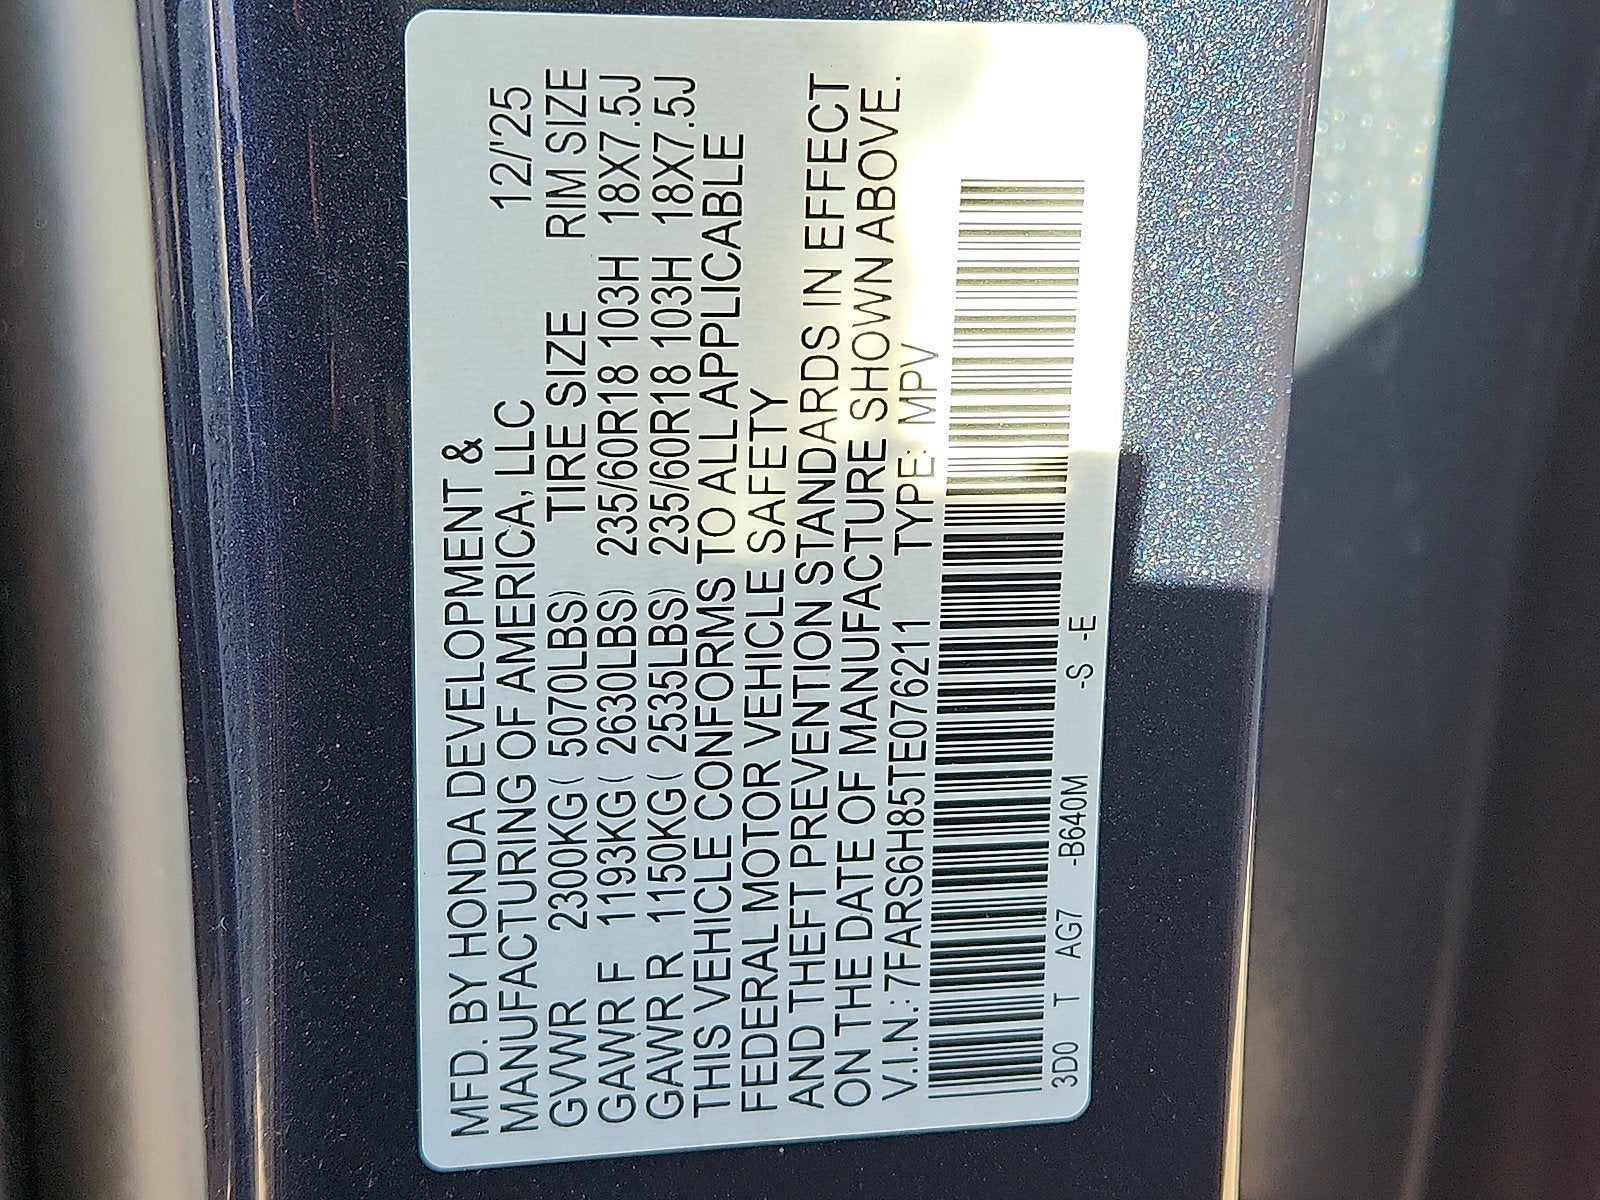 MFD. BY HONDA DEVELOPMENT &
MANUFACTURING OF AMERICA, LLC 12/'25
GVWR 2300KG ( 5070LBS) TIRE SIZE RIM SIZE
GAWR F 1193KG ( 2630LBS) 235/60R18 103H 18X7.5J
GAWR R 1150KG ( 2535LBS) 235/60R18 103H 18X7.5J
THIS VEHICLE CONFORMS TO ALL APPLICABLE
FEDERAL MOTOR VEHICLE SAFETY
AND THEFT PREVENTION STANDARDS IN EFFECT
ON THE DATE OF MANUFACTURE SHOWN ABOVE.
V.I.N.:7FARS6H85TE076211 TYPE: MPV
3D0 T AG7 -B640M -S -E